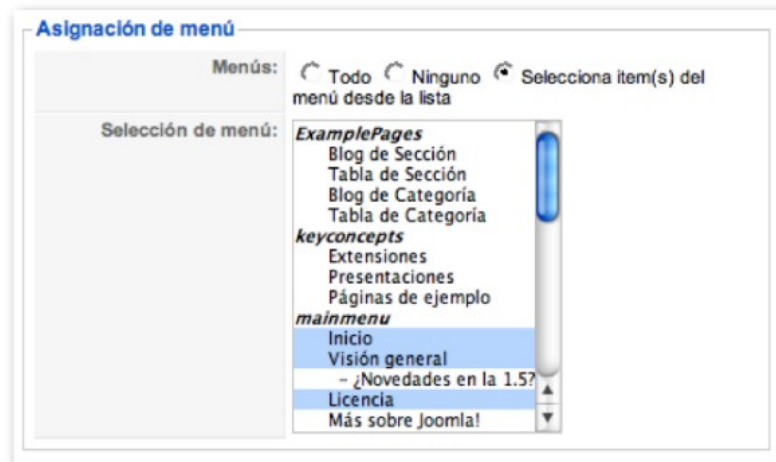 Asignación de menú
Menús: Todo Ninguno Selecciona item(s) del
menú desde la lista
Selección de menú: ExamplePages
Blog de Sección
Tabla de Sección
Blog de Categoría
Tabla de Categoría
keyconcepts
Extensiones
Presentaciones
Páginas de ejemplo
mainmenu
Inicio
Visión general
- ¿Novedades en la 1.5?
Licencia
Más sobre Joomla!